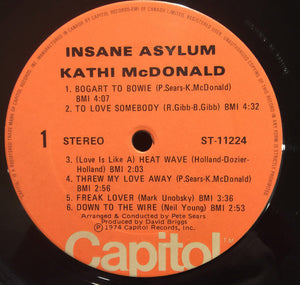 INSANE ASYLUM
KATHI McDONALD
1. BOGART TO BOWIE (P.Sears-K.McDonald)
BMI 4:07
2. TO LOVE SOMEBODY (R.Gibb-B.Gibb) BMI 4:32
1 STEREO ST-11224
3. (Love Is Like A) HEAT WAVE (Holland-Dozier-
Holland) BMI 2:03
4. THREW MY LOVE AWAY (P.Sears-K.McDonald)
BMI 2:56
5. FREAK LOVER (Mark Unobsky) BMI 3:36
6. DOWN TO THE WIRE (Neil Young) BMI 2:53
Arranged & Conducted by Pete Sears
Produced by David Briggs
℗ 1974 Capitol Records, Inc.
Capitol™